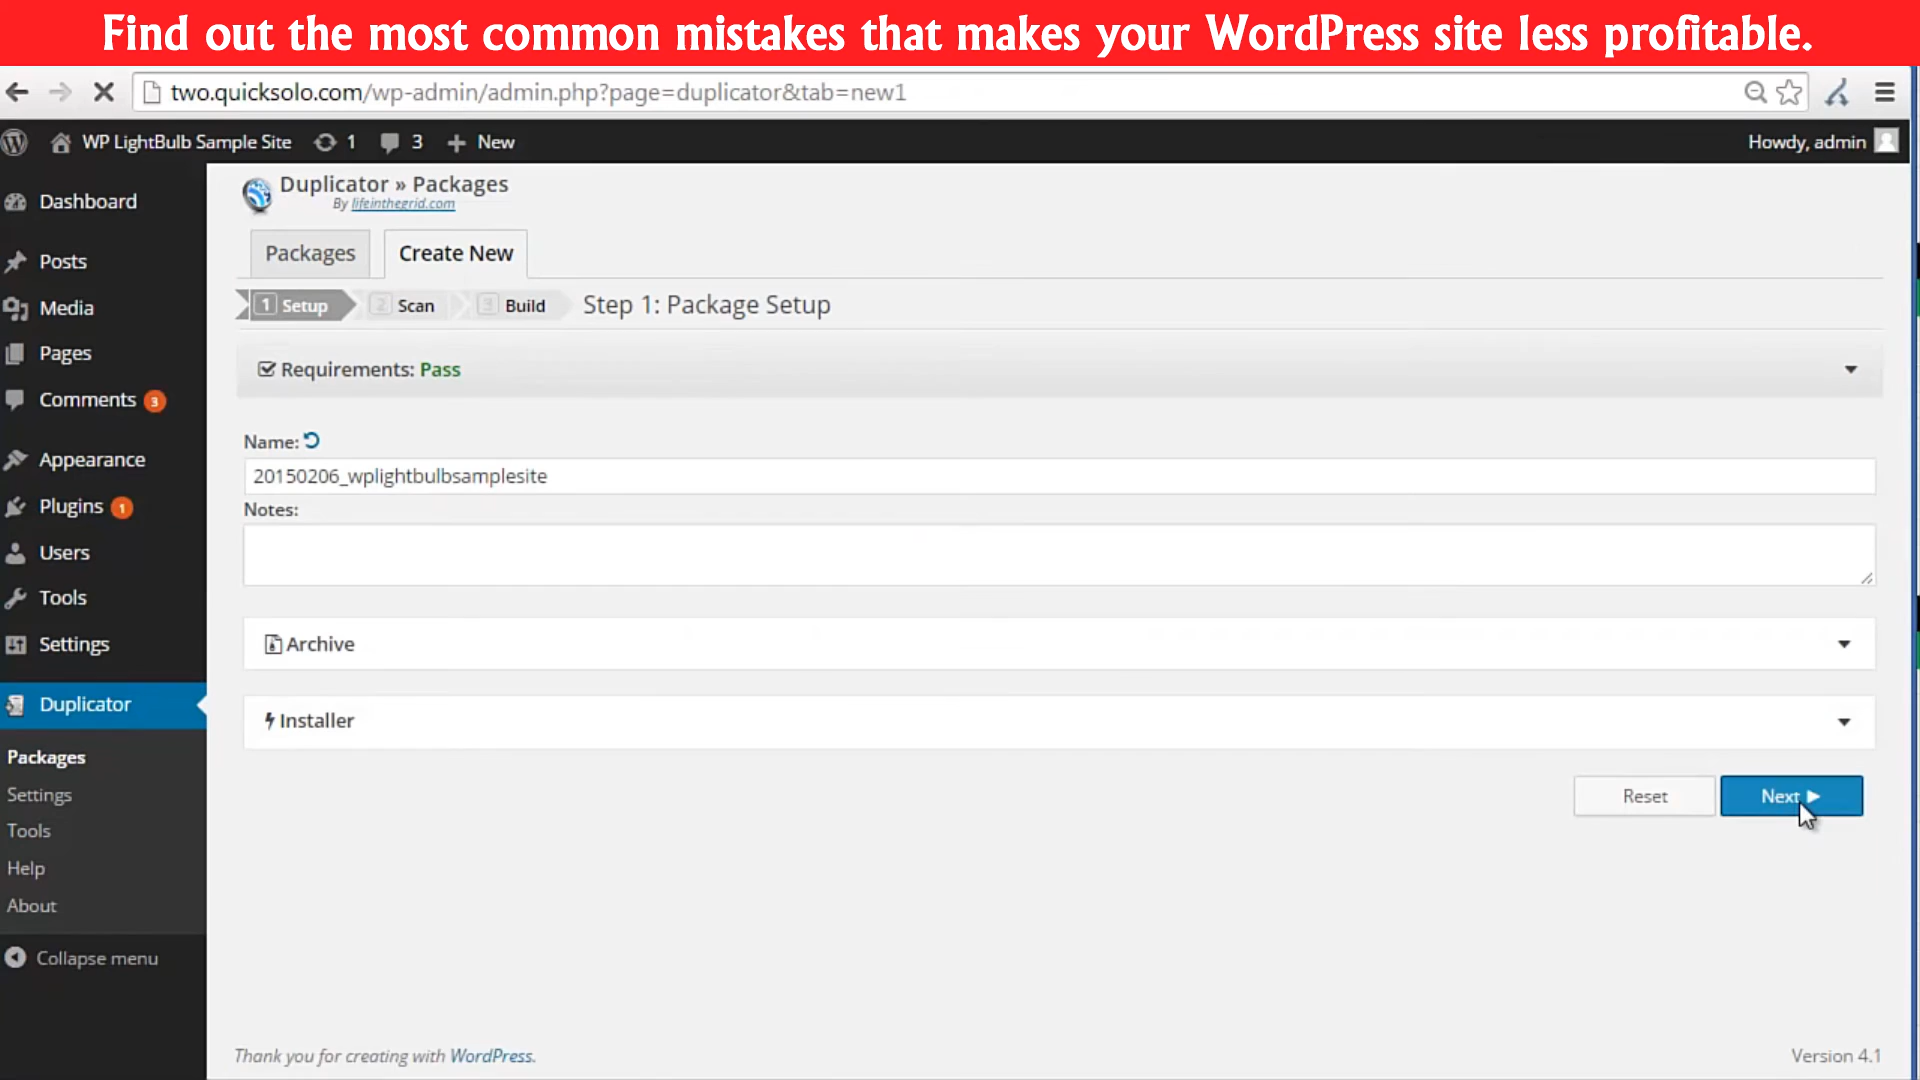 Find out the most common mistakes that makes your WordPress site less profitable.
two.quicksolo.com/wp-admin/admin.php?page=duplicator&tab=new1
WP LightBulb Sample Site 1 3 New Howdy, admin
Dashboard
Posts
Media
Pages
Comments 3
Appearance
Plugins 1
Users
Tools
Settings
Duplicator
Packages
Settings
Tools
Help
About
Collapse menu
Duplicator » Packages
By lifeinthegrid.com
Packages Create New
1 Setup 2 Scan 3 Build Step 1: Package Setup
Requirements: Pass
Name:
20150206_wplightbulbsamplesite
Notes:
Archive
Installer
Reset Next
Thank you for creating with WordPress. Version 4.1